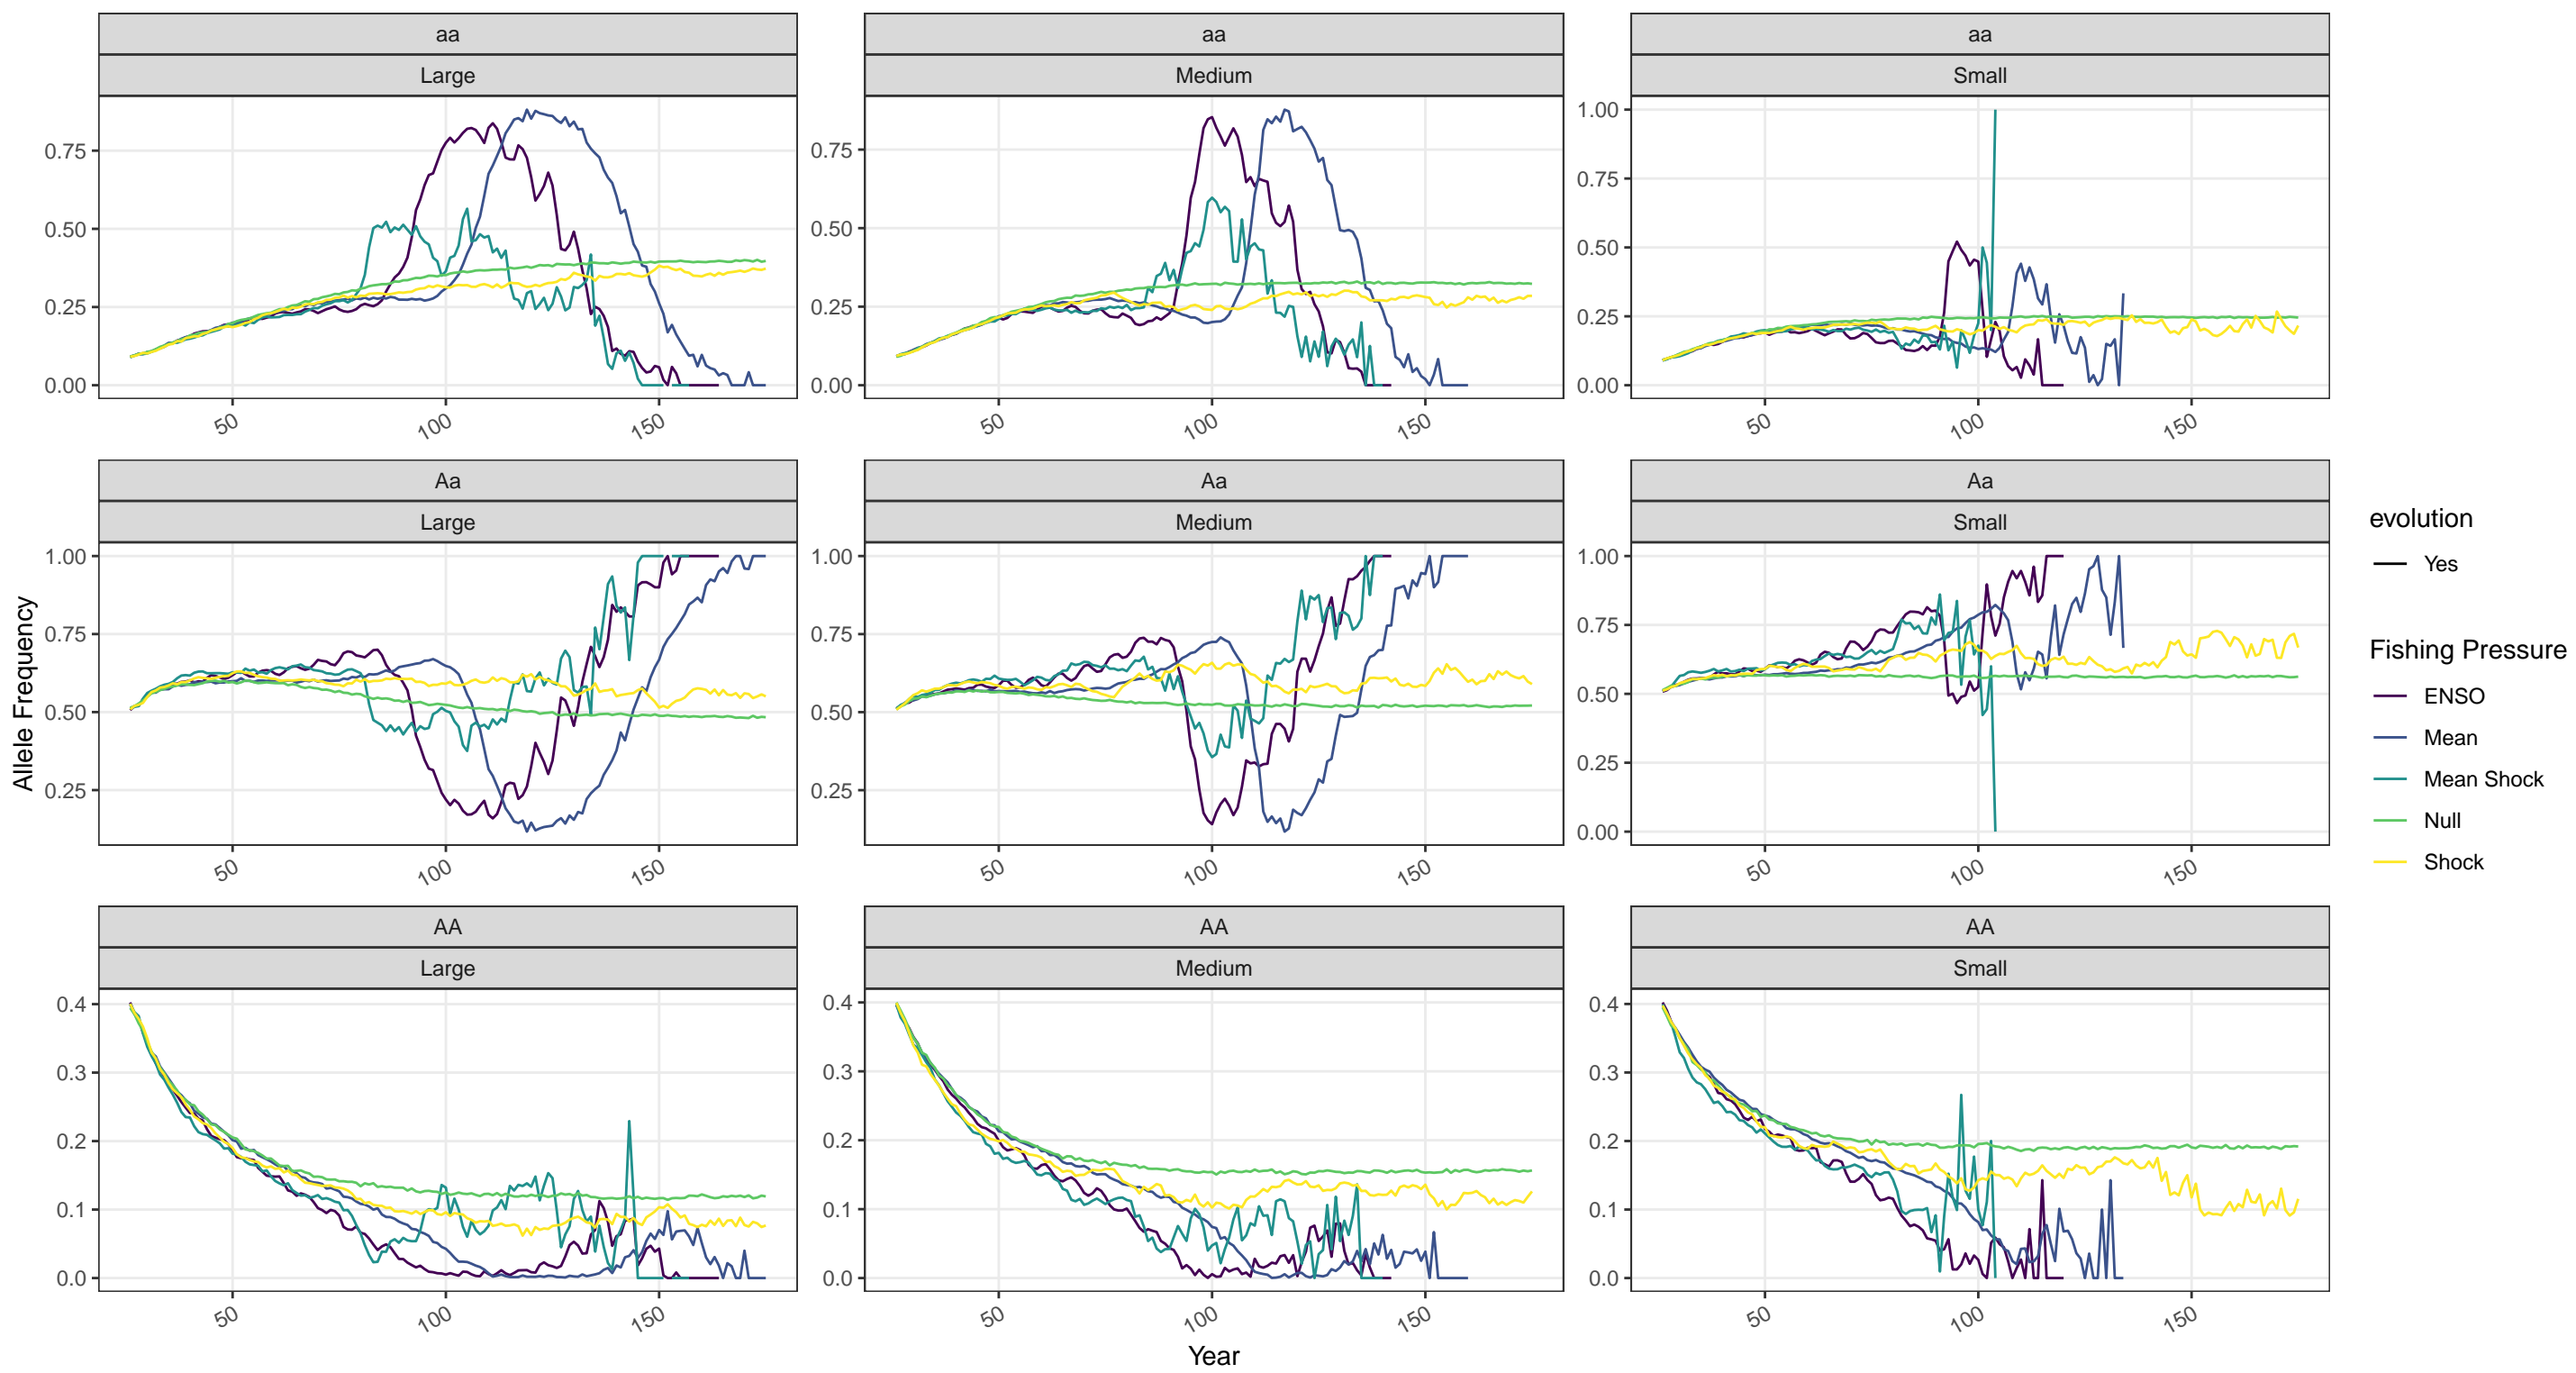 aa
Large
aa
Medium
aa
Small
0.75
0.50
0.25
0.00
50
100
150
0.75
0.50
0.25
0.00
50
100
150
1.00
0.75
0.50
0.25
0.00
50
100
150
Aa
Large
Aa
Medium
Aa
Small
1.00
0.75
0.50
0.25
50
100
150
1.00
0.75
0.50
0.25
50
100
150
1.00
0.75
0.50
0.25
0.00
50
100
150
AA
Large
AA
Medium
AA
Small
0.4
0.3
0.2
0.1
0.0
50
100
150
0.4
0.3
0.2
0.1
0.0
50
100
150
0.4
0.3
0.2
0.1
0.0
50
100
150
Allele Frequency
Year
evolution
Yes
Fishing Pressure
ENSO
Mean
Mean Shock
Null
Shock